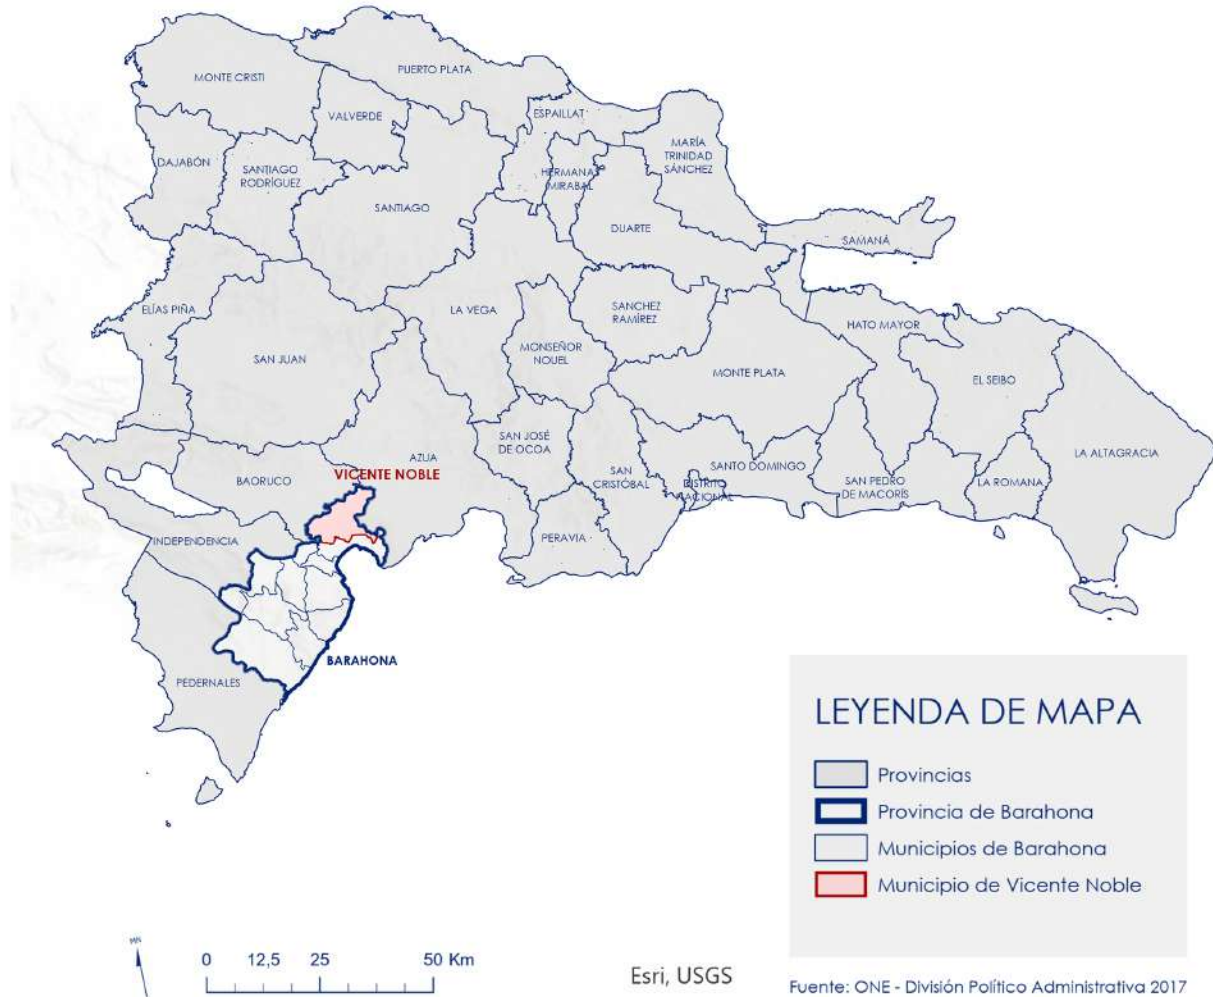 PUERTO PLATA
MONTE CRISTI
ESPAILLAT
VALVERDE
MARÍA
TRINIDAD
SÁNCHEZ
DAJABÓN
SANTIAGO
RODRÍGUEZ
HERMANAS
MIRABAL
SANTIAGO
DUARTE
SAMANÁ
ELÍAS PIÑA
LA VEGA
SANCHEZ
RAMÍREZ
HATO MAYOR
SAN JUAN
MONSEÑOR
NOUEL
MONTE PLATA
EL SEIBO
SAN JOSÉ
DE OCOA
AZUA
LA ALTAGRACIA
VICENTE NOBLE
BAORUCO
SAN
CRISTÓBAL
SANTO DOMINGO
DISTRITO
NACIONAL
SAN PEDRO
DE MACORÍS
LA ROMANA
INDEPENDENCIA
PERAVIA
BARAHONA
PEDERNALES
LEYENDA DE MAPA
Provincias
Provincia de Barahona
Municipios de Barahona
Municipio de Vicente Noble
MN
0 12,5 25 50 Km
Esri, USGS
Fuente: ONE - División Político Administrativa 2017